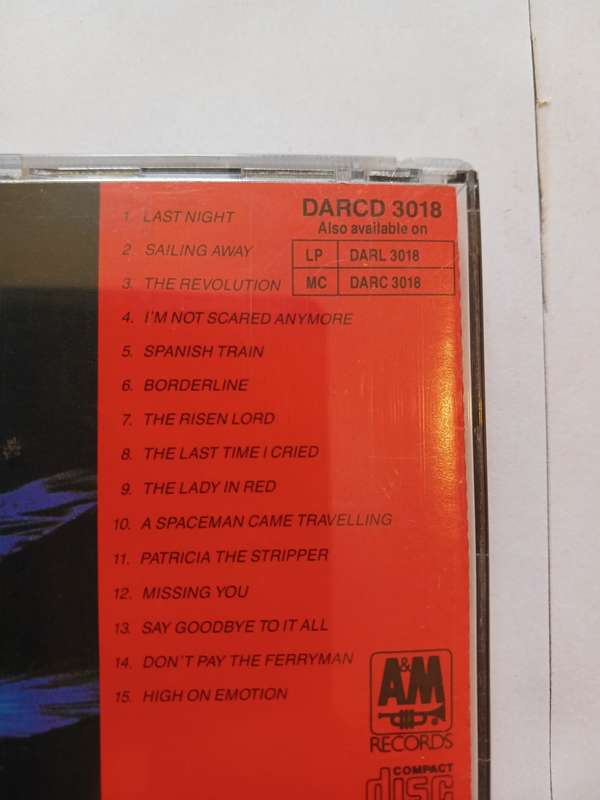 DARCD 3018
Also available on
LP DARL 3018
MC DARC 3018
1. LAST NIGHT
2. SAILING AWAY
3. THE REVOLUTION
4. I'M NOT SCARED ANYMORE
5. SPANISH TRAIN
6. BORDERLINE
7. THE RISEN LORD
8. THE LAST TIME I CRIED
9. THE LADY IN RED
10. A SPACEMAN CAME TRAVELLING
11. PATRICIA THE STRIPPER
12. MISSING YOU
13. SAY GOODBYE TO IT ALL
14. DON'T PAY THE FERRYMAN
15. HIGH ON EMOTION
A&M
RECORDS
COMPACT
disc